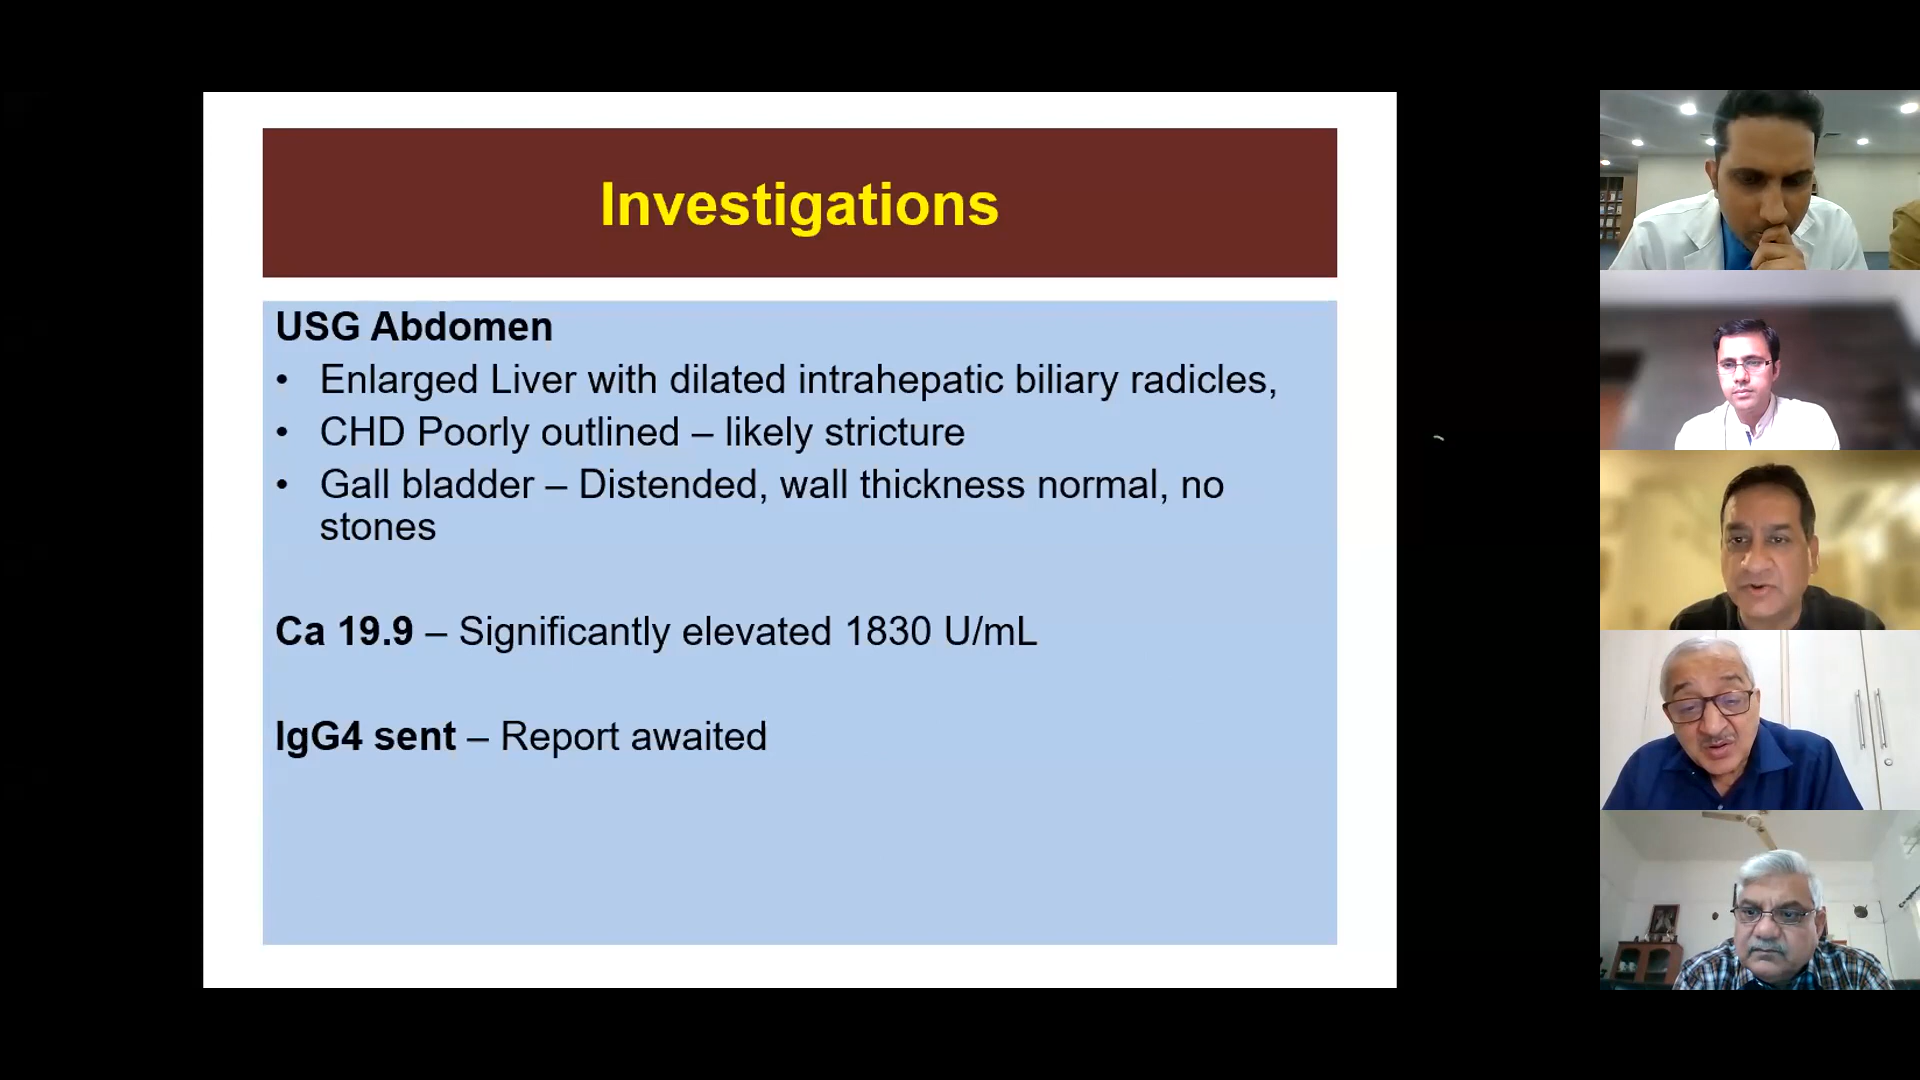 Investigations
USG Abdomen
• Enlarged Liver with dilated intrahepatic biliary radicles,
• CHD Poorly outlined – likely stricture
• Gall bladder – Distended, wall thickness normal, no
stones
Ca 19.9 – Significantly elevated 1830 U/mL
IgG4 sent – Report awaited